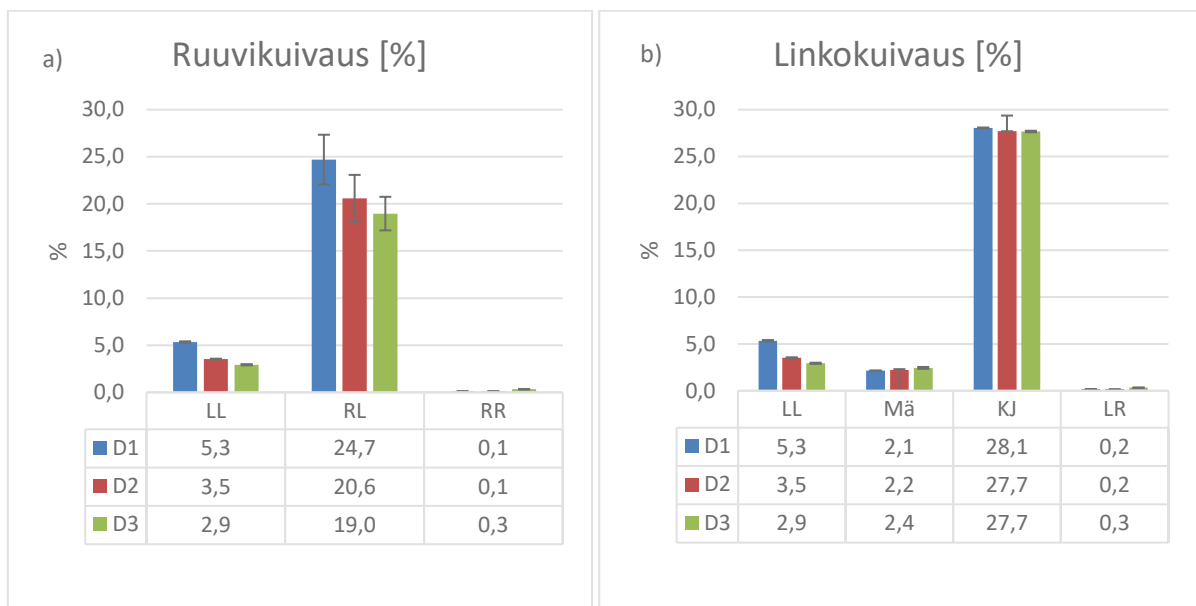 a) Ruuvikuivaus [%]
30,0
25,0
20,0
15,0
10,0
5,0
0,0
%
LL RL RR
D1 5,3 24,7 0,1
D2 3,5 20,6 0,1
D3 2,9 19,0 0,3
b) Linkokuivaus [%]
30,0
25,0
20,0
15,0
10,0
5,0
0,0
%
LL Mä KJ LR
D1 5,3 2,1 28,1 0,2
D2 3,5 2,2 27,7 0,2
D3 2,9 2,4 27,7 0,3